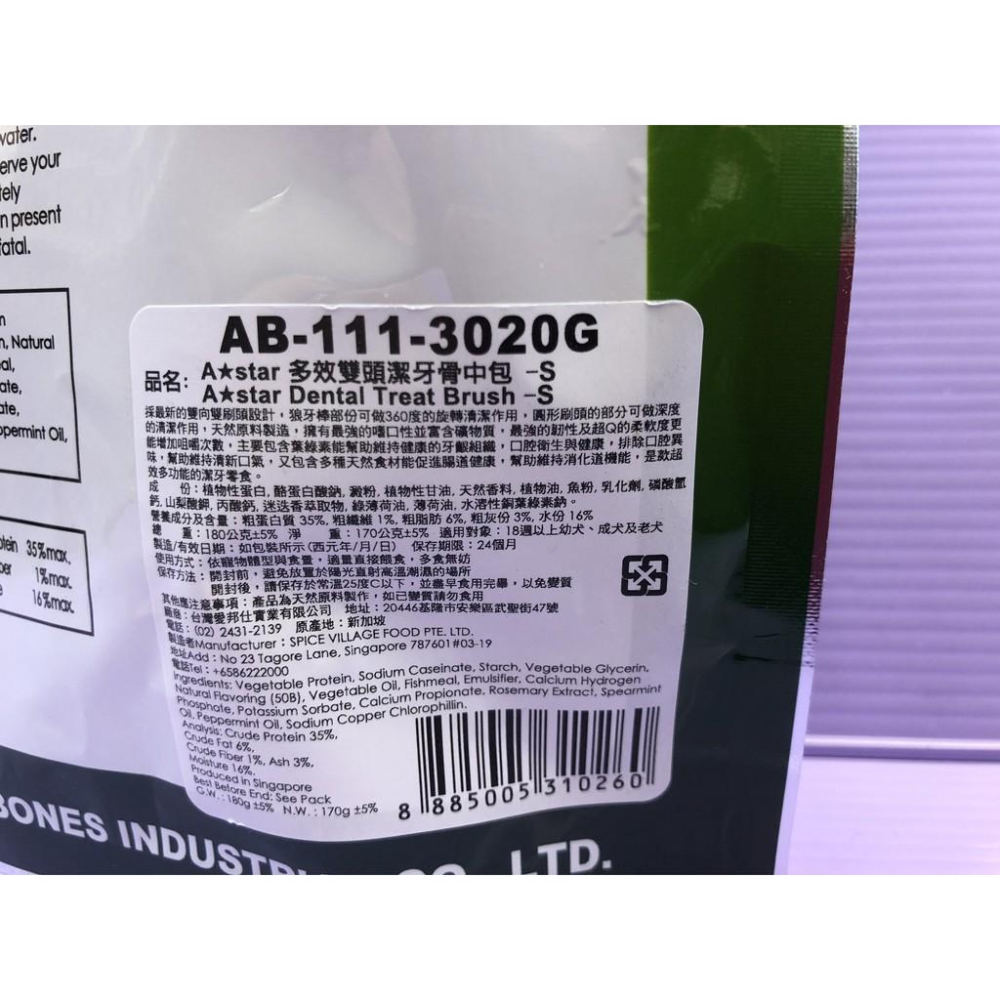 water.
erve your
tely
n present
fatal.
n
n, Natural
al,
ate,
ate,
ppermint Oil,
otein 35%max.
ber 1%max.
16%max.
AB-111-3020G
品名: A★star 多效雙頭潔牙骨中包 -S
A★star Dental Treat Brush -S
採最新的雙向雙刷頭設計，狼牙棒部份可做360度的旋轉清潔作用，圓形刷頭的部分可做深度
的清潔作用，天然原料製造，擁有最強的嗜口性並富含礦物質，最強的韌性及超Q的柔軟度更
能增加咀嚼次數，主要包含葉綠素能幫助維持健康的牙齦組織，口腔衛生與健康，排除口腔異
味，幫助維持清新口氣，又包含多種天然食材能促進腸道健康，幫助維持消化道機能，是款超
效多功能的潔牙零食。
成 份：植物性蛋白, 酪蛋白酸鈉, 澱粉, 植物性甘油, 天然香料, 植物油, 魚粉, 乳化劑, 磷酸氫
鈣, 山梨酸鉀, 丙酸鈣, 迷迭香萃取物, 綠薄荷油, 薄荷油, 水溶性銅葉綠素鈉。
營養成分及含量：粗蛋白質 35%, 粗纖維 1%, 粗脂肪 6%, 粗灰份 3%, 水份 16%
總 重：180公克±5% 淨 重：170公克±5% 適用對象：18週以上幼犬、成犬及老犬
製造/有效日期：如包裝所示(西元年/月/日) 保存期限：24個月
使用方式：依寵物體型與食量，適量直接餵食，多食無妨
保存方法：開封前，避免放置於陽光直射高溫潮濕的場所
開封後，請保存於常溫25度C以下，並盡早食用完畢，以免變質
其他應注意事項：產品為天然原料製作，如已變質請勿食用
廠商：台灣愛邦仕實業有限公司 地址：20446基隆市安樂區武聖街47號
電話：(02) 2431-2139 原產地：新加坡
製造者Manufacturer：SPICE VILLAGE FOOD PTE. LTD.
地址Add：No 23 Tagore Lane, Singapore 787601 #03-19
電話Tel：+6586222000
Ingredients: Vegetable Protein, Sodium Caseinate, Starch, Vegetable Glycerin,
Natural Flavoring (50B), Vegetable Oil, Fishmeal, Emulsifier, Calcium Hydrogen
Phosphate, Potassium Sorbate, Calcium Propionate. Rosemary Extract, Spearmint
Oil, Peppermint Oil, Sodium Copper Chlorophyllin.
Analysis: Crude Protein 35%,
Crude Fat 6%,
Crude Fiber 1%, Ash 3%,
Moisture 16%.
Produced in Singapore
Best Before End: See Pack
G.W.: 180g ±5% N.W.: 170g ±5%
8 885005 310260
BONES INDUSTRI CO., LTD.